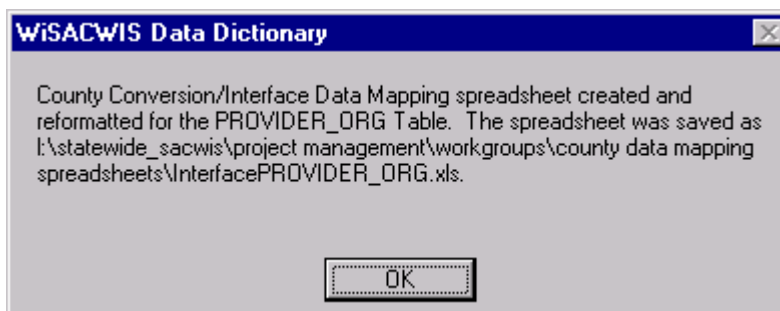 WiSACWIS Data Dictionary
County Conversion/Interface Data Mapping spreadsheet created and
reformatted for the PROVIDER_ORG Table.  The spreadsheet was saved as
I:\statewide_sacwis\project management\workgroups\county data mapping
spreadsheets\InterfacePROVIDER_ORG.xls.
OK